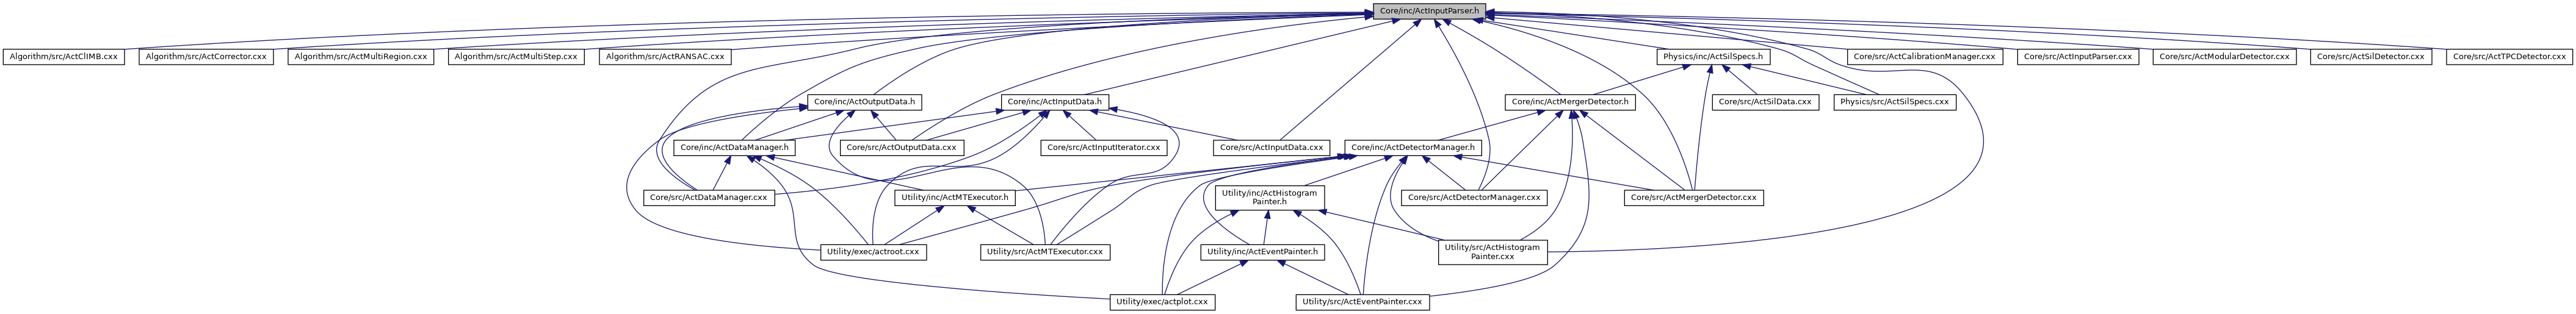 Core/inc/ActInputParser.h
Algorithm/src/ActClIMB.cxx
Algorithm/src/ActCorrector.cxx
Algorithm/src/ActMultiRegion.cxx
Algorithm/src/ActMultiStep.cxx
Algorithm/src/ActRANSAC.cxx
Physics/inc/ActSilSpecs.h
Core/src/ActCalibrationManager.cxx
Core/src/ActInputParser.cxx
Core/src/ActModularDetector.cxx
Core/src/ActSilDetector.cxx
Core/src/ActTPCDetector.cxx
Core/inc/ActOutputData.h
Core/inc/ActInputData.h
Core/inc/ActMergerDetector.h
Core/src/ActSilData.cxx
Physics/src/ActSilSpecs.cxx
Core/inc/ActDataManager.h
Core/src/ActOutputData.cxx
Core/src/ActInputIterator.cxx
Core/src/ActInputData.cxx
Core/inc/ActDetectorManager.h
Core/src/ActDataManager.cxx
Utility/inc/ActMTExecutor.h
Utility/inc/ActHistogram
Painter.h
Core/src/ActDetectorManager.cxx
Core/src/ActMergerDetector.cxx
Utility/exec/actroot.cxx
Utility/src/ActMTExecutor.cxx
Utility/inc/ActEventPainter.h
Utility/src/ActHistogram
Painter.cxx
Utility/exec/actplot.cxx
Utility/src/ActEventPainter.cxx